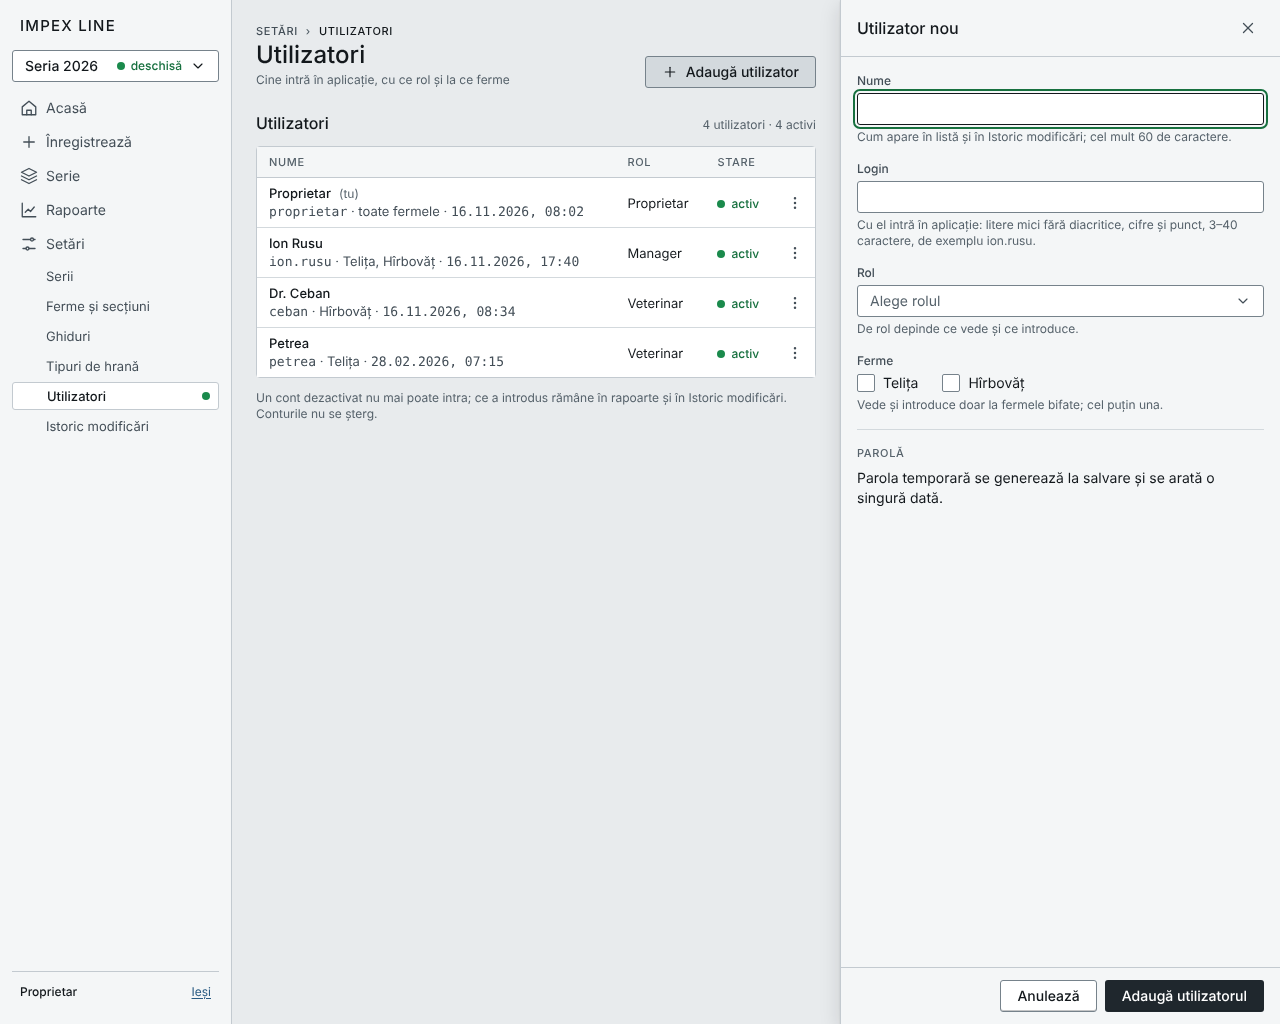 IMPEX LINE
Seria 2026 deschisă
Acasă
Înregistrează
Serie
Rapoarte
Setări
Serii
Ferme și secțiuni
Ghiduri
Tipuri de hrană
Utilizatori
Istoric modificări
Proprietar Ieși
SETĂRI › UTILIZATORI
Utilizatori
Cine intră în aplicație, cu ce rol și la ce ferme
Adaugă utilizator
Utilizatori
4 utilizatori · 4 activi
NUME ROL STARE
Proprietar (tu)
proprietar · toate fermele · 16.11.2026, 08:02
Proprietar activ
Ion Rusu
ion.rusu · Telița, Hîrbovăț · 16.11.2026, 17:40
Manager activ
Dr. Ceban
ceban · Hîrbovăț · 16.11.2026, 08:34
Veterinar activ
Petrea
petrea · Telița · 28.02.2026, 07:15
Veterinar activ
Un cont dezactivat nu mai poate intra; ce a introdus rămâne în rapoarte și în Istoric modificări.
Conturile nu se șterg.
Utilizator nou
Nume
Cum apare în listă și în Istoric modificări; cel mult 60 de caractere.
Login
Cu el intră în aplicație: litere mici fără diacritice, cifre și punct, 3–40
caractere, de exemplu ion.rusu.
Rol
Alege rolul
De rol depinde ce vede și ce introduce.
Ferme
Telița Hîrbovăț
Vede și introduce doar la fermele bifate; cel puțin una.
PAROLĂ
Parola temporară se generează la salvare și se arată o
singură dată.
Anulează Adaugă utilizatorul